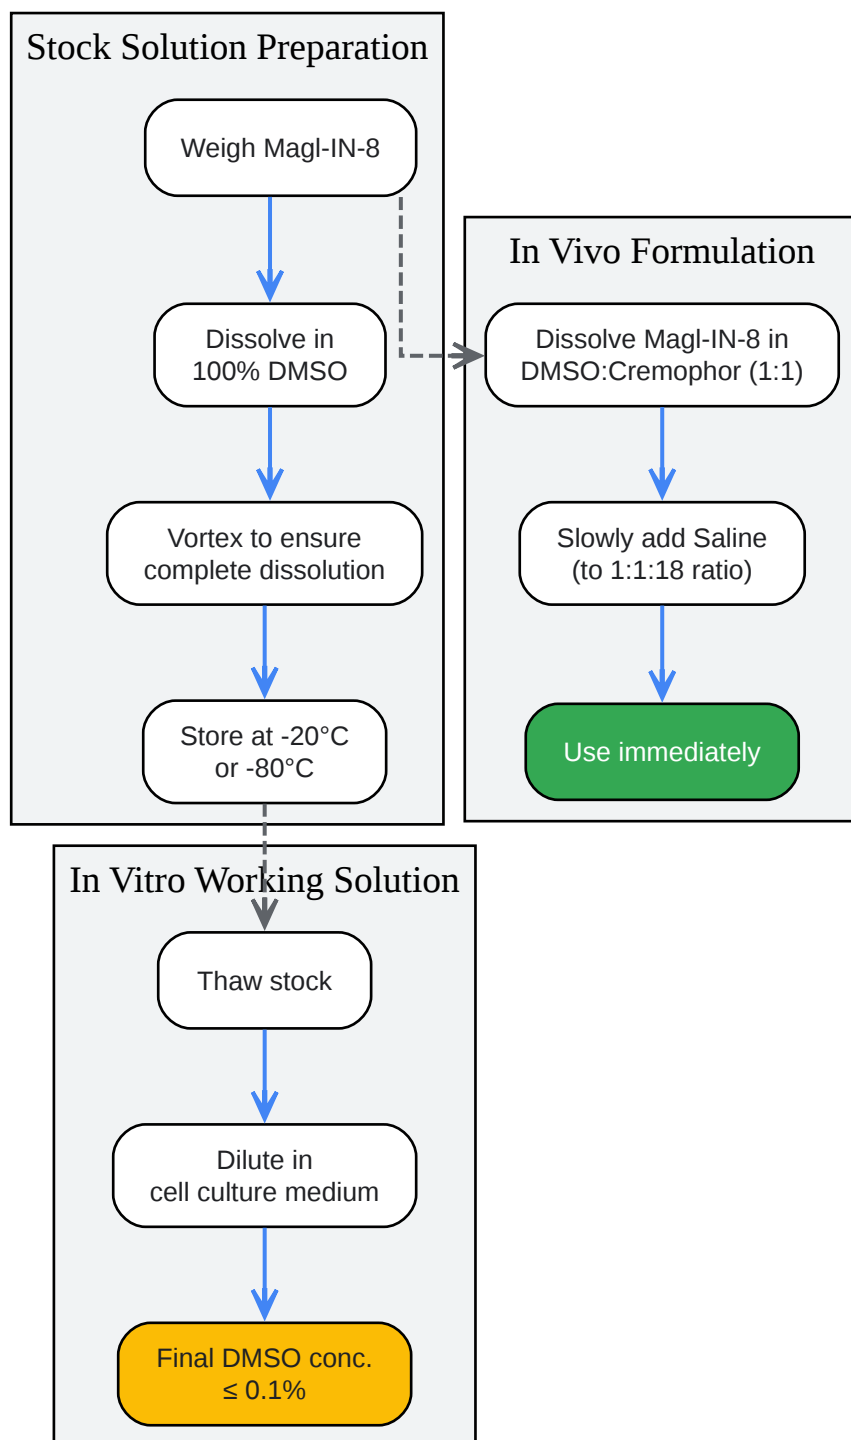 Stock Solution Preparation
Weigh Magl-IN-8
Dissolve in
100% DMSO
Vortex to ensure
complete dissolution
Store at -20°C
or -80°C
In Vivo Formulation
Dissolve Magl-IN-8 in
DMSO:Cremophor (1:1)
Slowly add Saline
(to 1:1:18 ratio)
Use immediately
In Vitro Working Solution
Thaw stock
Dilute in
cell culture medium
Final DMSO conc.
≤ 0.1%